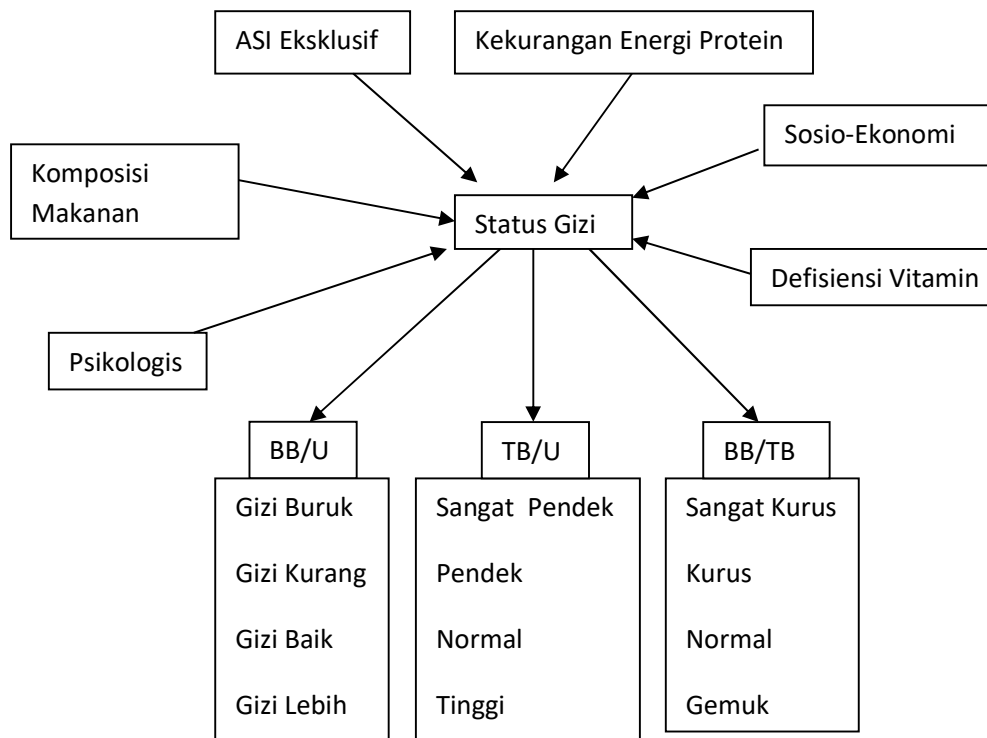 ASI Eksklusif
Kekurangan Energi Protein
Sosio-Ekonomi
Komposisi
Makanan
Status Gizi
Defisiensi Vitamin
Psikologis
BB/U
TB/U
BB/TB
Gizi Buruk
Gizi Kurang
Gizi Baik
Gizi Lebih
Sangat Pendek
Pendek
Normal
Tinggi
Sangat Kurus
Kurus
Normal
Gemuk